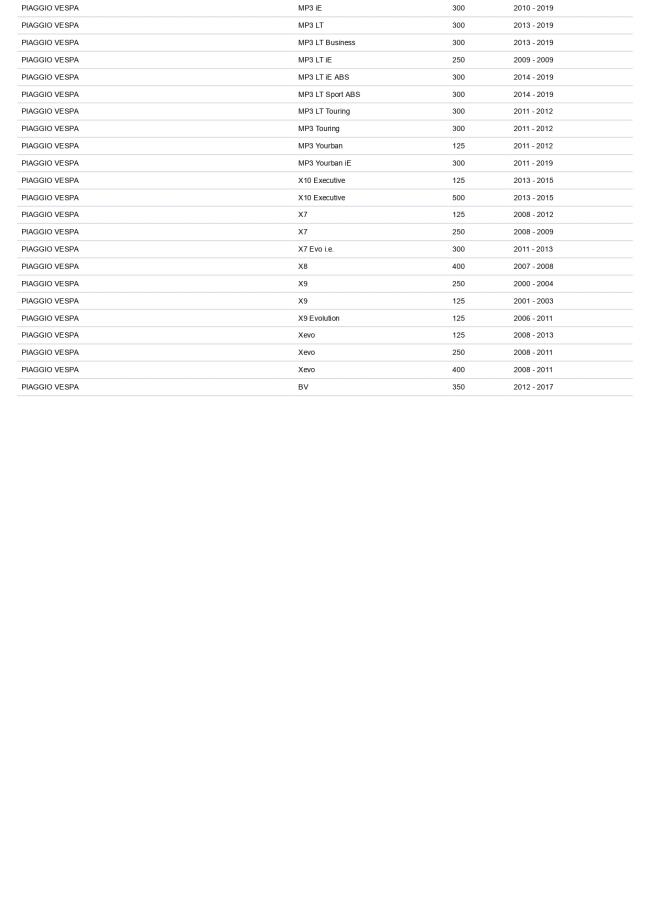 PIAGGIO VESPA MP3 iE 300 2010 - 2019
PIAGGIO VESPA MP3 LT 300 2013 - 2019
PIAGGIO VESPA MP3 LT Business 300 2013 - 2019
PIAGGIO VESPA MP3 LT iE 250 2009 - 2009
PIAGGIO VESPA MP3 LT iE ABS 300 2014 - 2019
PIAGGIO VESPA MP3 LT Sport ABS 300 2014 - 2019
PIAGGIO VESPA MP3 LT Touring 300 2011 - 2012
PIAGGIO VESPA MP3 Touring 300 2011 - 2012
PIAGGIO VESPA MP3 Yourban 125 2011 - 2012
PIAGGIO VESPA MP3 Yourban iE 300 2011 - 2019
PIAGGIO VESPA X10 Executive 125 2013 - 2015
PIAGGIO VESPA X10 Executive 500 2013 - 2015
PIAGGIO VESPA X7 125 2008 - 2012
PIAGGIO VESPA X7 250 2008 - 2009
PIAGGIO VESPA X7 Evo i.e. 300 2011 - 2013
PIAGGIO VESPA X8 400 2007 - 2008
PIAGGIO VESPA X9 250 2000 - 2004
PIAGGIO VESPA X9 125 2001 - 2003
PIAGGIO VESPA X9 Evolution 125 2006 - 2011
PIAGGIO VESPA Xevo 125 2008 - 2013
PIAGGIO VESPA Xevo 250 2008 - 2011
PIAGGIO VESPA Xevo 400 2008 - 2011
PIAGGIO VESPA BV 350 2012 - 2017